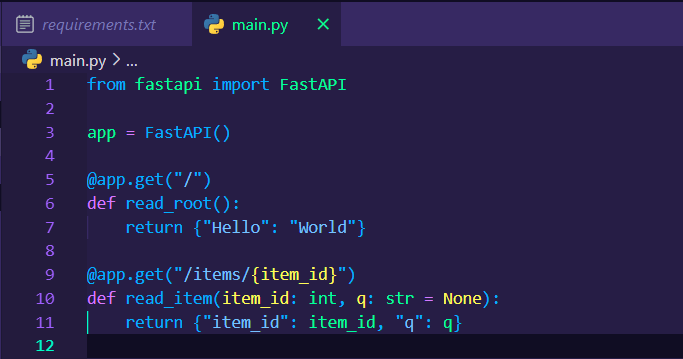 requirements.txt main.py ×
main.py > ...
1 from fastapi import FastAPI
2
3 app = FastAPI()
4
5 @app.get("/")
6 def read_root():
7     return {"Hello": "World"}
8
9 @app.get("/items/{item_id}")
10 def read_item(item_id: int, q: str = None):
11     return {"item_id": item_id, "q": q}
12